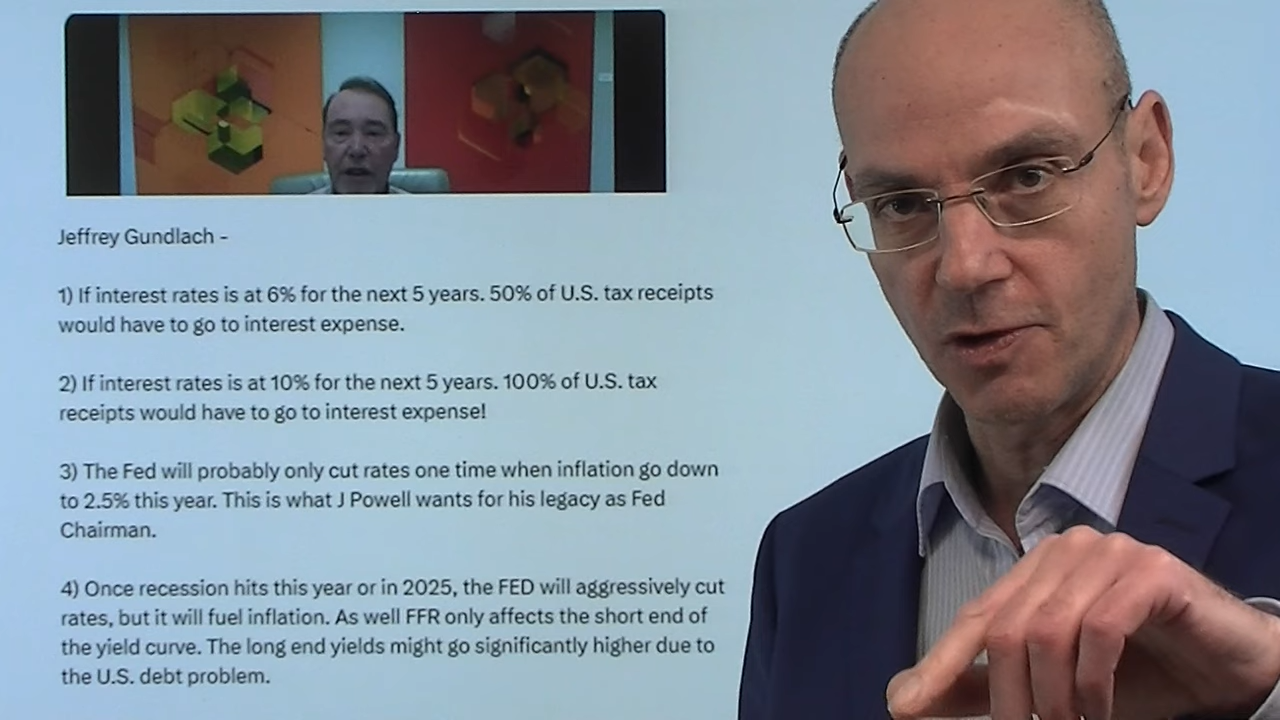 Jeffrey Gundlach -
1) If interest rates is at 6% for the next 5 years. 50% of U.S. tax receipts
would have to go to interest expense.
2) If interest rates is at 10% for the next 5 years. 100% of U.S. tax
receipts would have to go to interest expense!
3) The Fed will probably only cut rates one time when inflation go down
to 2.5% this year. This is what J Powell wants for his legacy as Fed
Chairman.
4) Once recession hits this year or in 2025, the FED will aggressively cut
rates, but it will fuel inflation. As well FFR only affects the short end of
the yield curve. The long end yields might go significantly higher due to
the U.S. debt problem.